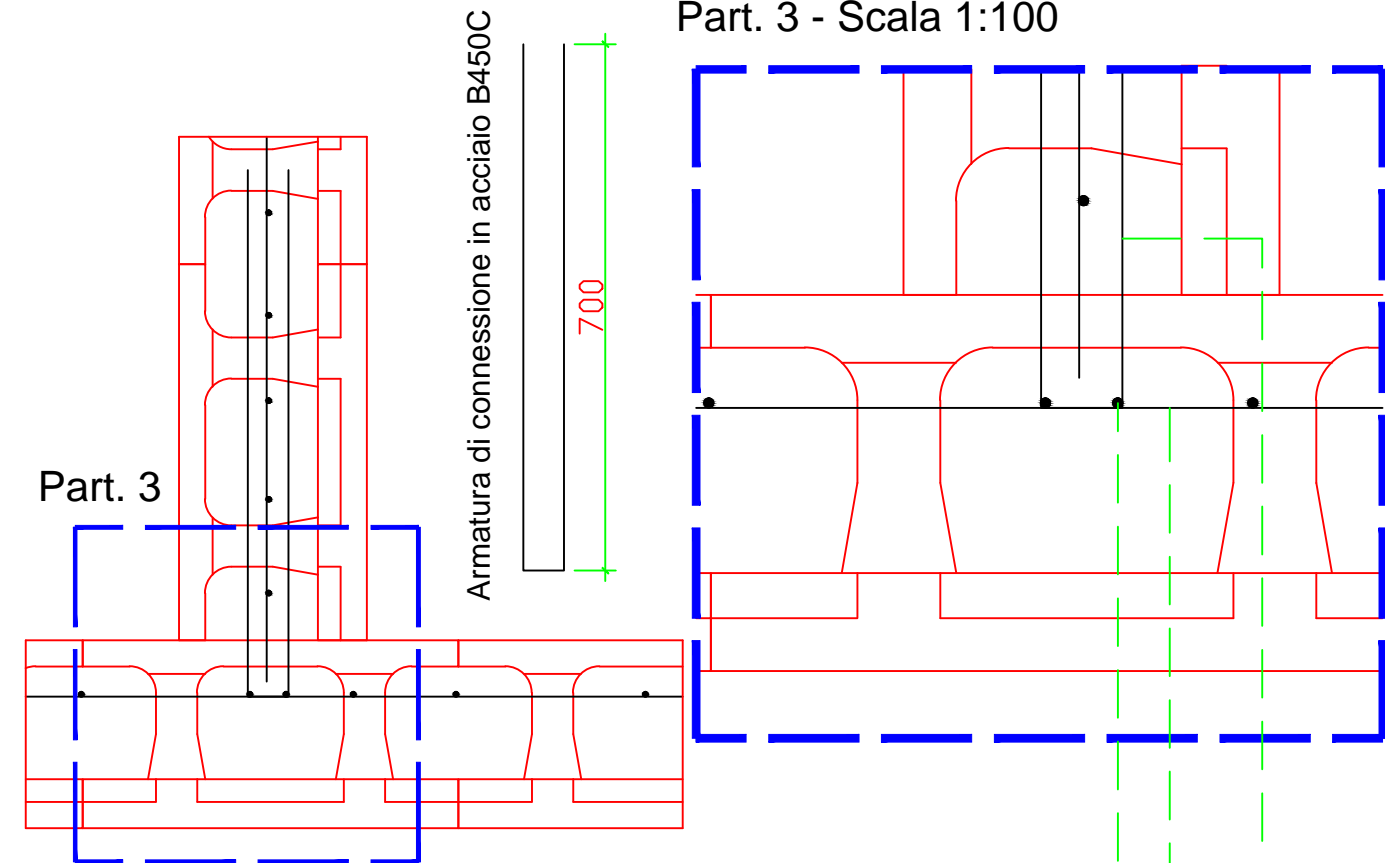 Part. 3 - Scala 1:100
Armatura di connessione in acciaio B450C
700
Part. 3